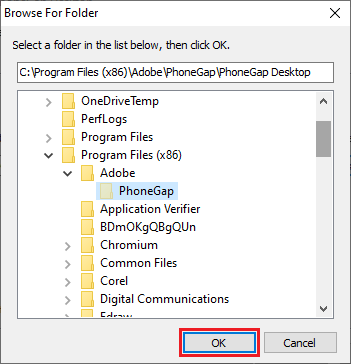 Browse For Folder
Select a folder in the list below, then click OK.
C:\Program Files (x86)\Adobe\PhoneGap\PhoneGap Desktop
OneDriveTemp
PerfLogs
Program Files
Program Files (x86)
Adobe
PhoneGap
Application Verifier
BDmOKgQBgQUn
Chromium
Common Files
Corel
Digital Communications
OK
Cancel